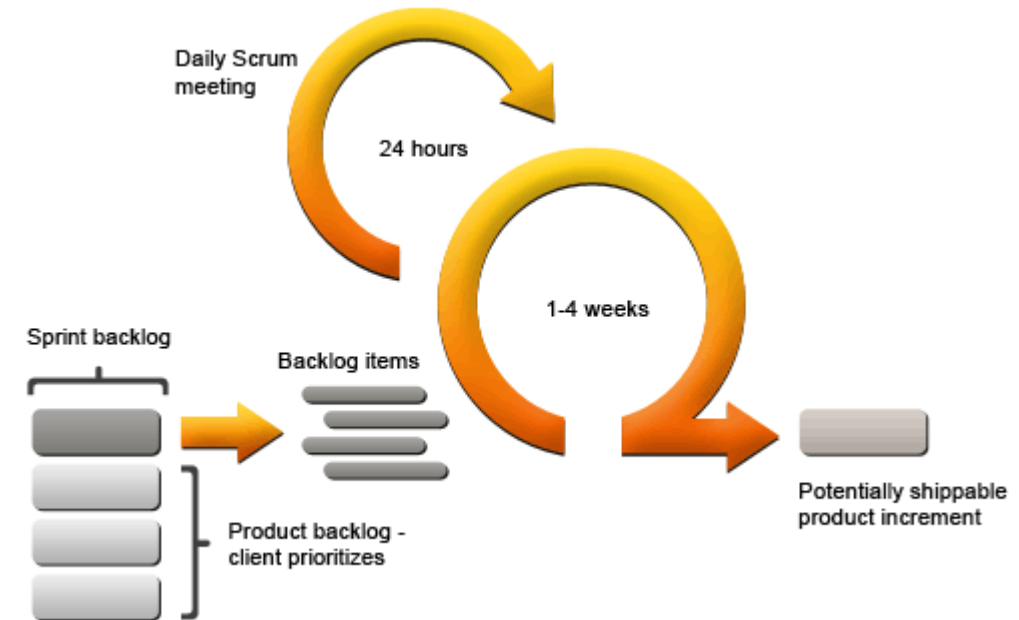 Daily Scrum
meeting
24 hours
1-4 weeks
Sprint backlog
Backlog items
Product backlog -
client prioritizes
Potentially shippable
product increment